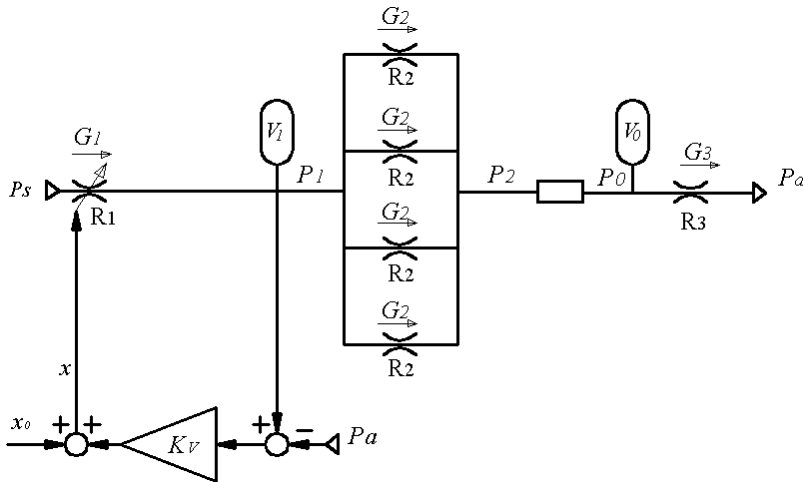 G2
R2
G2
R2
G2
R2
G2
R2
V1
V0
G1
G3
Ps
R1
P1
P2
P0
R3
Pa
x
x0
+ +
KV
+ −
Pa